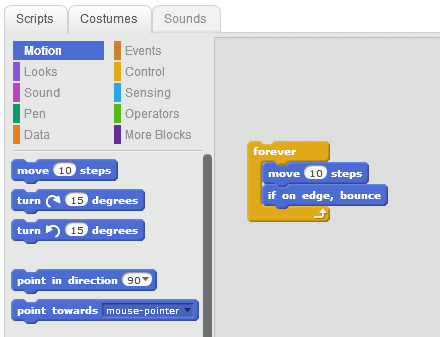 Scripts Costumes Sounds
Motion Events
Looks Control
Sound Sensing
Pen Operators
Data More Blocks
move 10 steps
turn 15 degrees
turn 15 degrees
point in direction 90
point towards mouse-pointer
forever
move 10 steps
if on edge, bounce